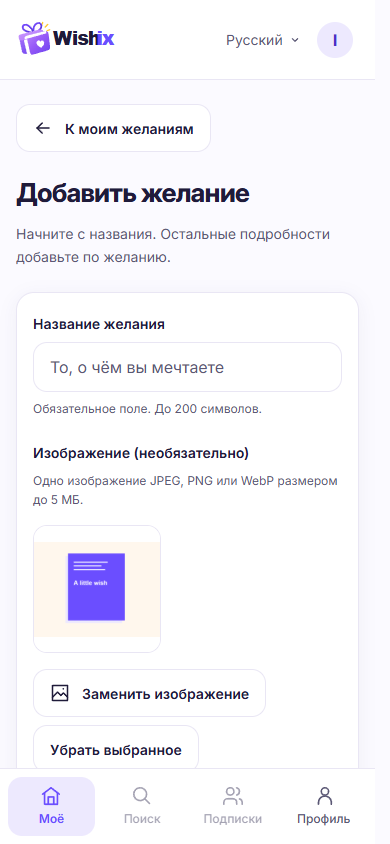 Wishix
Русский
I
К моим желаниям
Добавить желание
Начните с названия. Остальные подробности
добавьте по желанию.
Название желания
То, о чём вы мечтаете
Обязательное поле. До 200 символов.
Изображение (необязательно)
Одно изображение JPEG, PNG или WebP размером
до 5 МБ.
A little wish
Заменить изображение
Убрать выбранное
Моё
Поиск
Подписки
Профиль